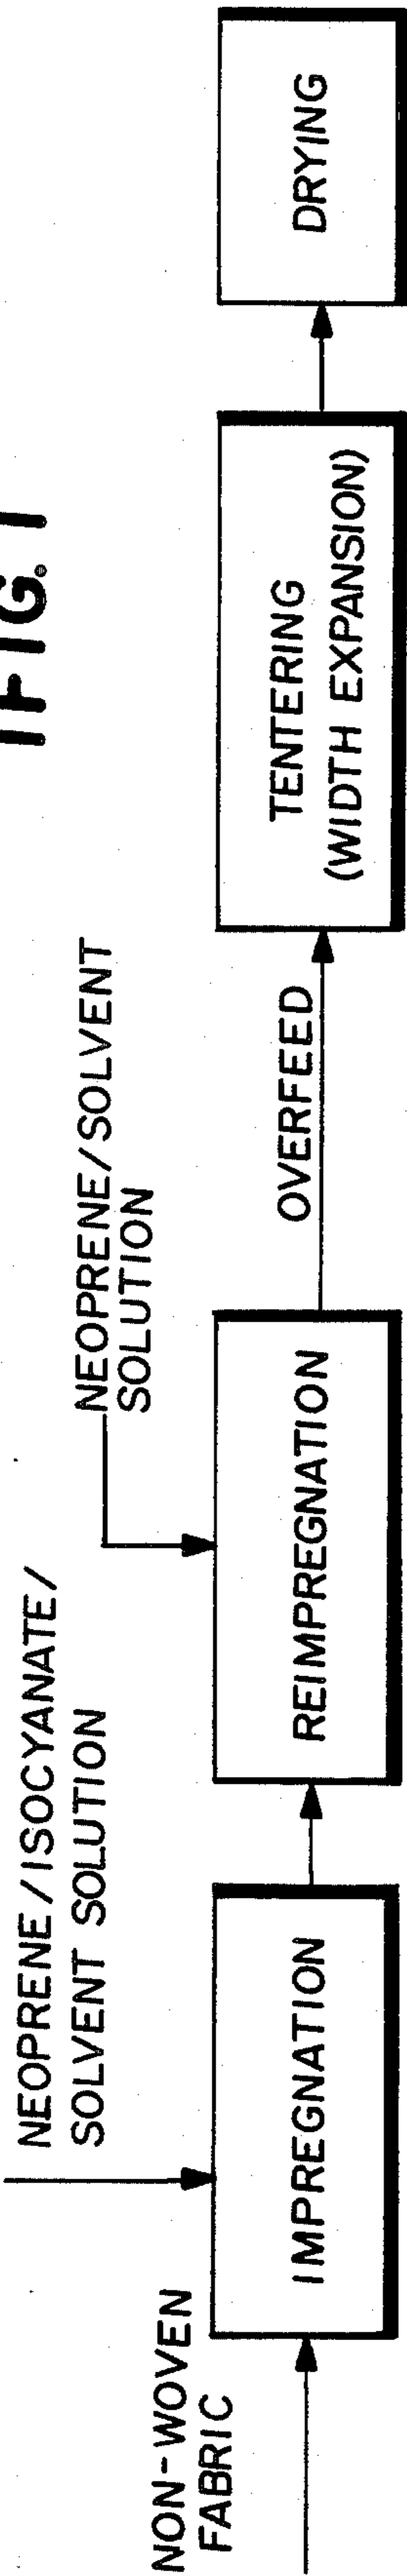 FIG. 1
NON-WOVEN
FABRIC
NEOPRENE/ISOCYANATE/
SOLVENT SOLUTION
IMPREGNATION
NEOPRENE/SOLVENT
SOLUTION
REIMPREGNATION
OVERFEED
TENTERING
(WIDTH EXPANSION)
DRYING